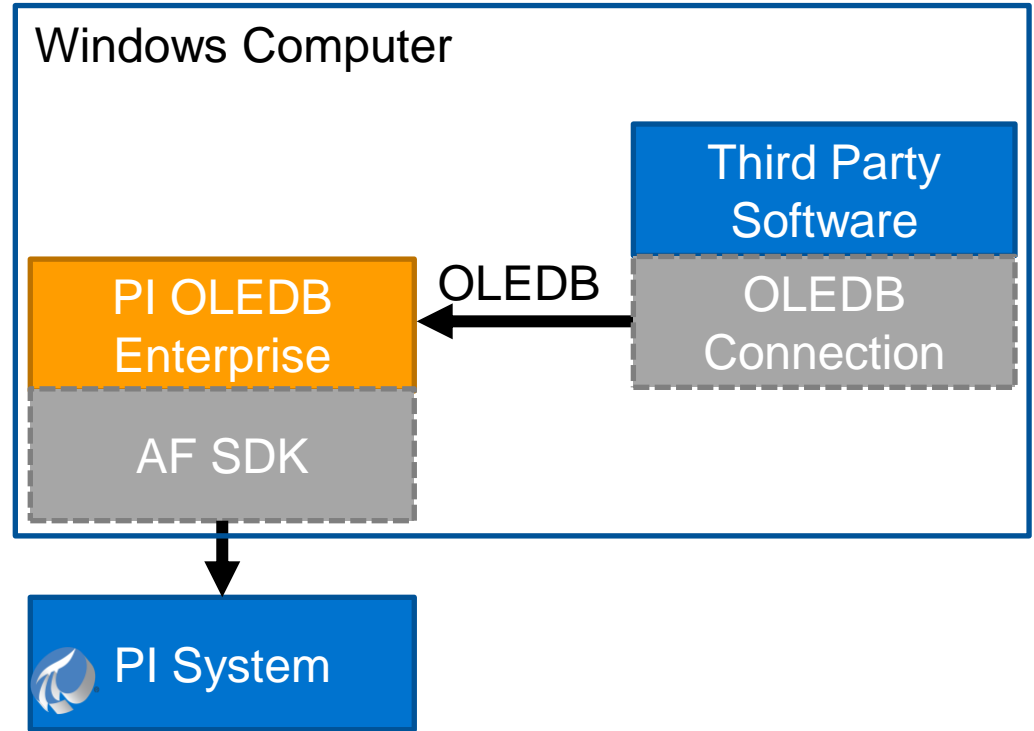 Windows Computer
Third Party
Software
OLEDB
Connection
OLEDB
PI OLEDB
Enterprise
AF SDK
PI System